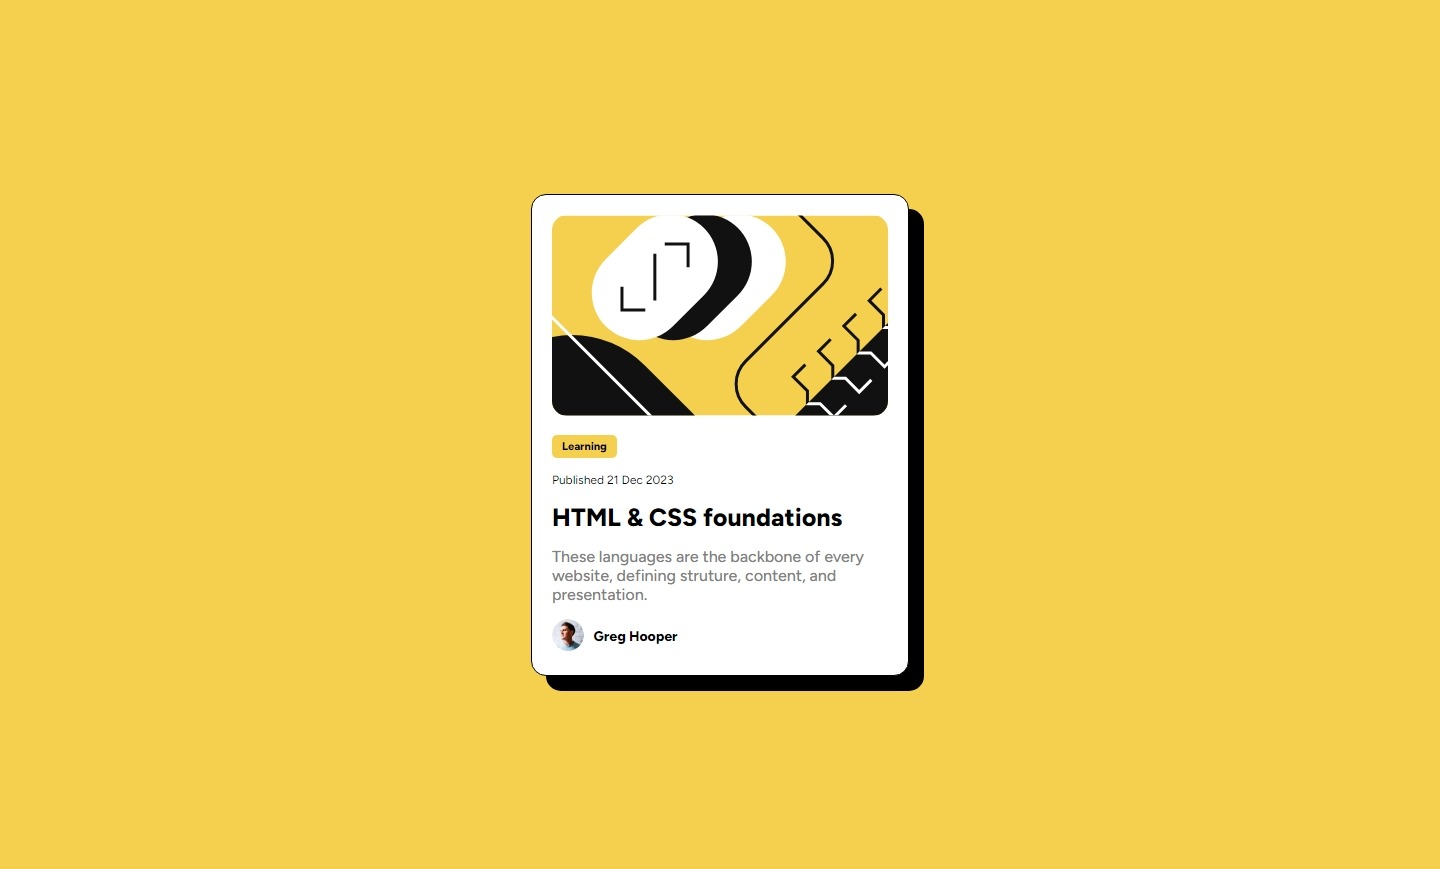 Learning
Published 21 Dec 2023
HTML & CSS foundations
These languages are the backbone of every
website, defining struture, content, and
presentation.
Greg Hooper